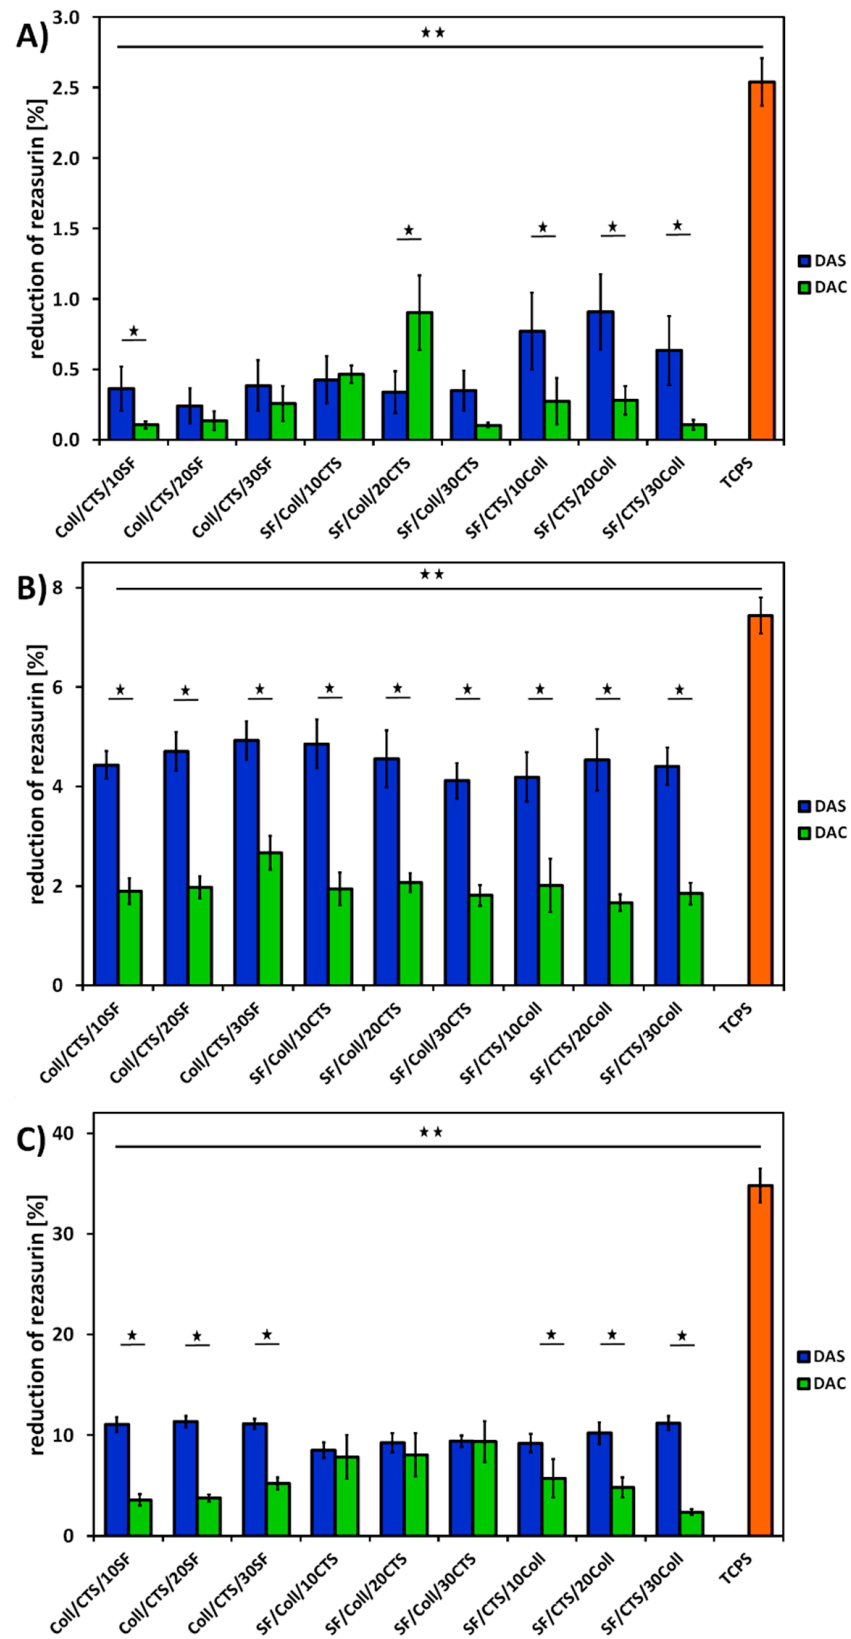 A)
★★
reduction of rezasurin [%]
3.0
2.5
2.0
1.5
1.0
0.5
0.0
★
★
★
★
★
DAS
DAC
Coll/CTS/10SF
Coll/CTS/20SF
Coll/CTS/30SF
SF/Coll/10CTS
SF/Coll/20CTS
SF/Coll/30CTS
SF/CTS/10Coll
SF/CTS/20Coll
SF/CTS/30Coll
TCPS
B)
★★
reduction of rezasurin [%]
8
6
4
2
0
★
★
★
★
★
★
★
★
★
DAS
DAC
Coll/CTS/10SF
Coll/CTS/20SF
Coll/CTS/30SF
SF/Coll/10CTS
SF/Coll/20CTS
SF/Coll/30CTS
SF/CTS/10Coll
SF/CTS/20Coll
SF/CTS/30Coll
TCPS
C)
★★
reduction of rezasurin [%]
40
30
20
10
0
★
★
★
★
★
★
DAS
DAC
Coll/CTS/10SF
Coll/CTS/20SF
Coll/CTS/30SF
SF/Coll/10CTS
SF/Coll/20CTS
SF/Coll/30CTS
SF/CTS/10Coll
SF/CTS/20Coll
SF/CTS/30Coll
TCPS